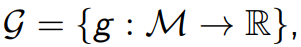 𝒢 = {g : ℳ → ℝ},